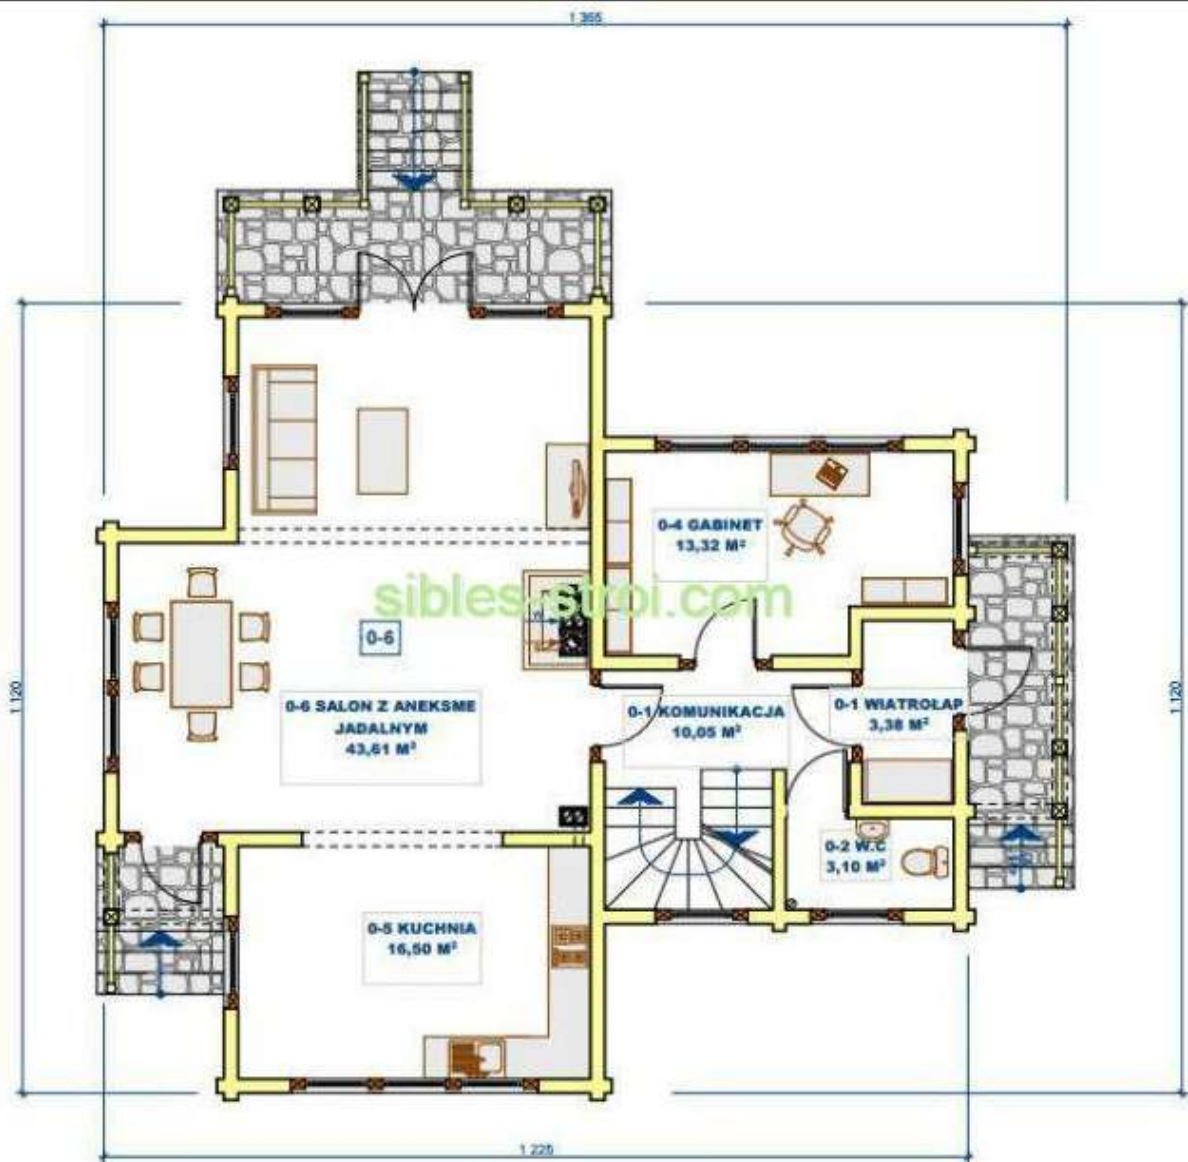 1 365
0-4 GABINET
13,32 M²
sibles-stroi.com
0-6
0-6 SALON Z ANEKSME
JADALNYM
43,61 M²
0-1 KOMUNIKACJA
10,05 M²
0-1 WIATROŁAP
3,38 M²
1 120
1 120
0-2 W.C
3,10 M²
0-5 KUCHNIA
16,50 M²
1 225